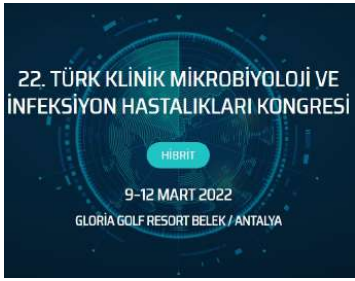 22. TÜRK KLİNİK MİKROBİYOLOJİ VE
İNFEKSİYON HASTALIKLARI KONGRESİ
HİBRİT
9-12 MART 2022
GLORİA GOLF RESORT BELEK / ANTALYA